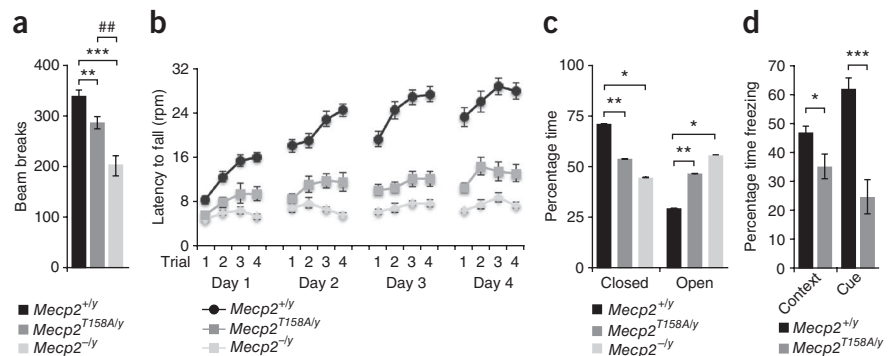 a
##
***
**
400
300
200
100
0
Beam breaks
Mecp2+/y
Mecp2T158A/y
Mecp2–/y
b
32
24
16
8
0
Latency to fall (rpm)
Trial 1 2 3 4 1 2 3 4 1 2 3 4 1 2 3 4
Day 1 Day 2 Day 3 Day 4
Mecp2+/y
Mecp2T158A/y
Mecp2–/y
c
100
75
50
25
0
Percentage time
*
**
*
**
Closed Open
Mecp2+/y
Mecp2T158A/y
Mecp2–/y
d
70
60
50
40
30
20
10
0
Percentage time freezing
*
***
Context Cue
Mecp2+/y
Mecp2T158A/y